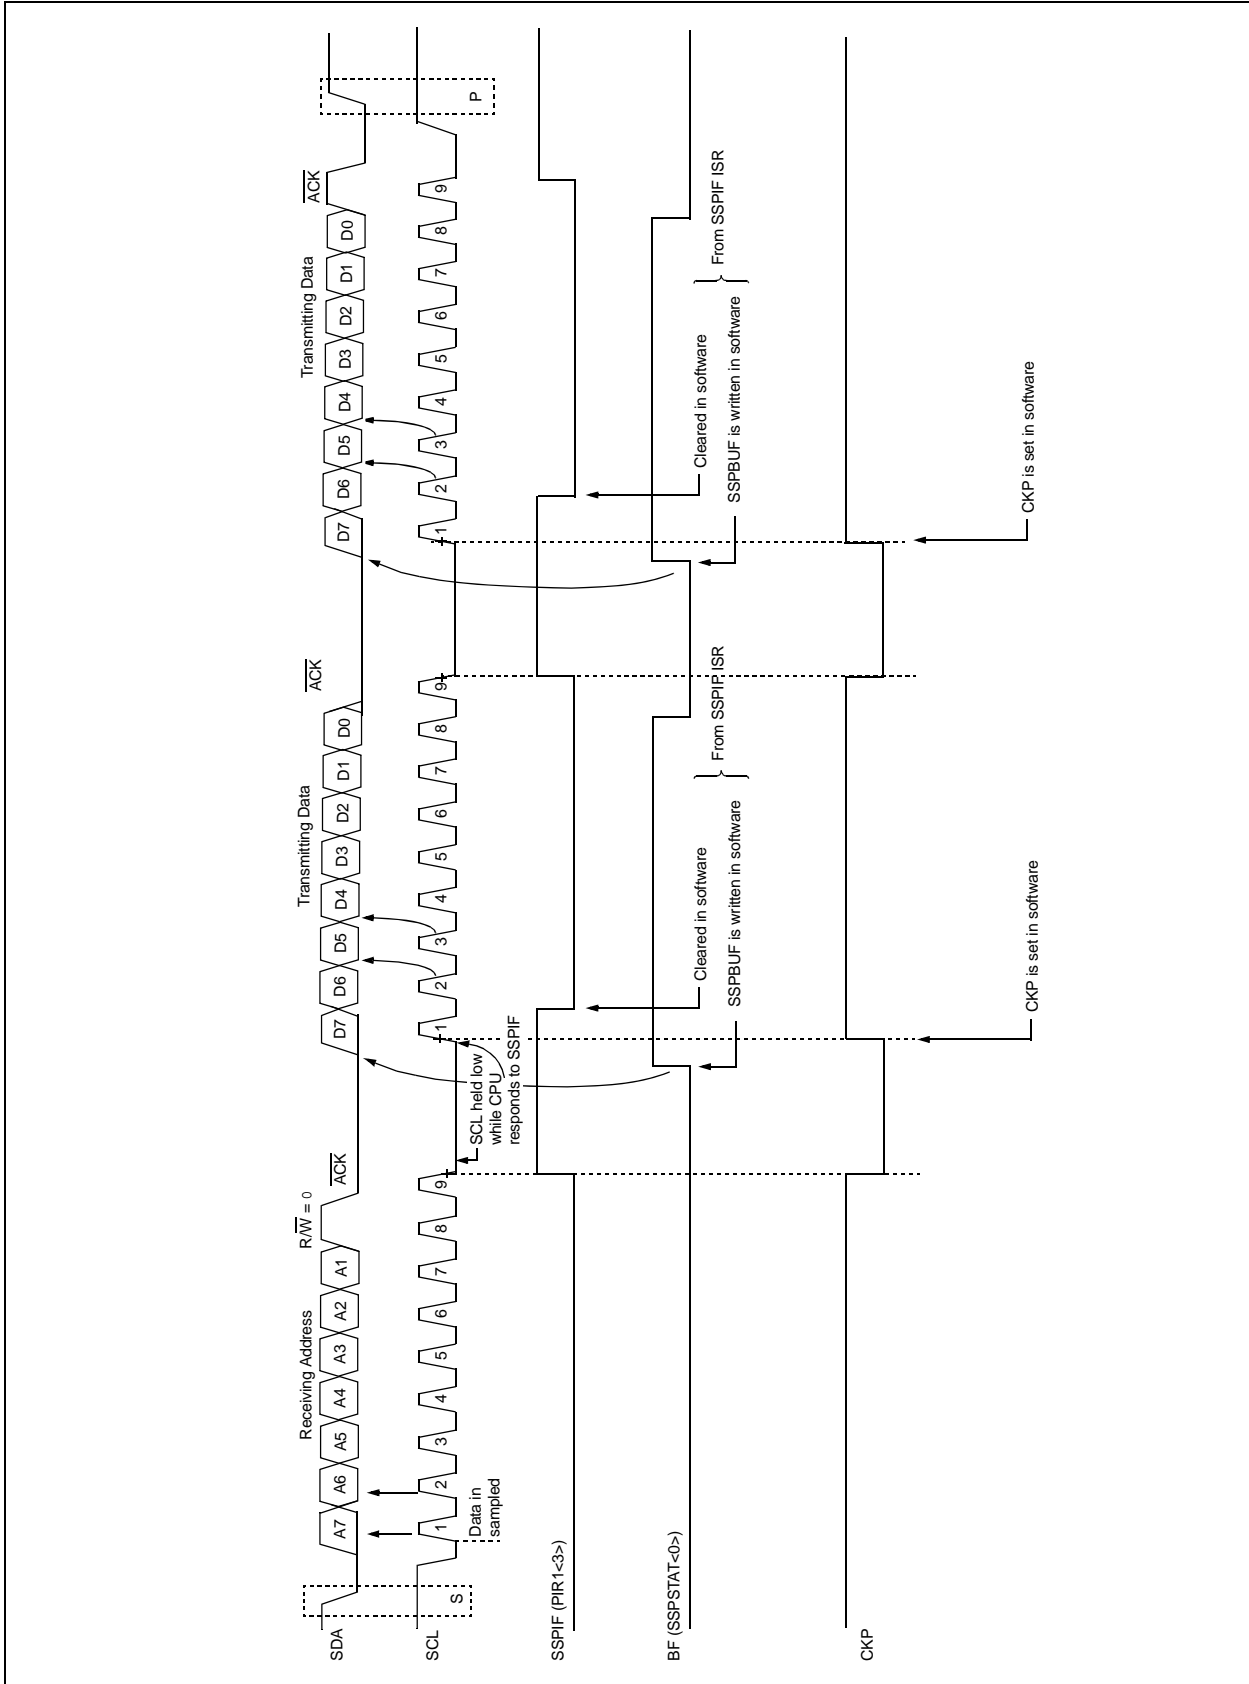 Receiving Address
R/W = 0
ACK
Transmitting Data
ACK
Transmitting Data
ACK
SDA
A7 A6 A5 A4 A3 A2 A1
D7 D6 D5 D4 D3 D2 D1 D0
D7 D6 D5 D4 D3 D2 D1 D0
SCL
S
1 2 3 4 5 6 7 8 9
1 2 3 4 5 6 7 8 9
1 2 3 4 5 6 7 8 9
P
Data in
sampled
SCL held low
while CPU
responds to SSPIF
SSPIF (PIR1<3>)
BF (SSPSTAT<0>)
Cleared in software
SSPBUF is written in software
From SSPIF ISR
Cleared in software
SSPBUF is written in software
From SSPIF ISR
CKP
CKP is set in software
CKP is set in software